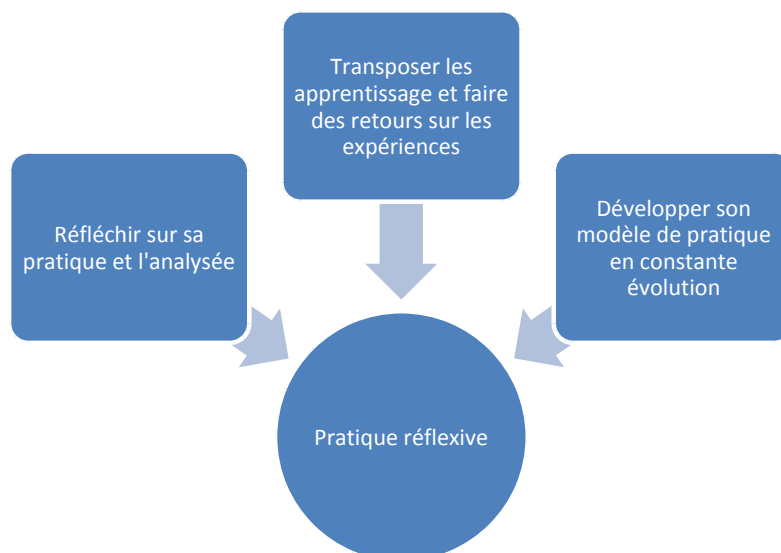 Transposer les
apprentissage et faire
des retours sur les
expériences
Réfléchir sur sa
pratique et l'analysée
Développer son
modèle de pratique
en constante
évolution
Pratique réflexive